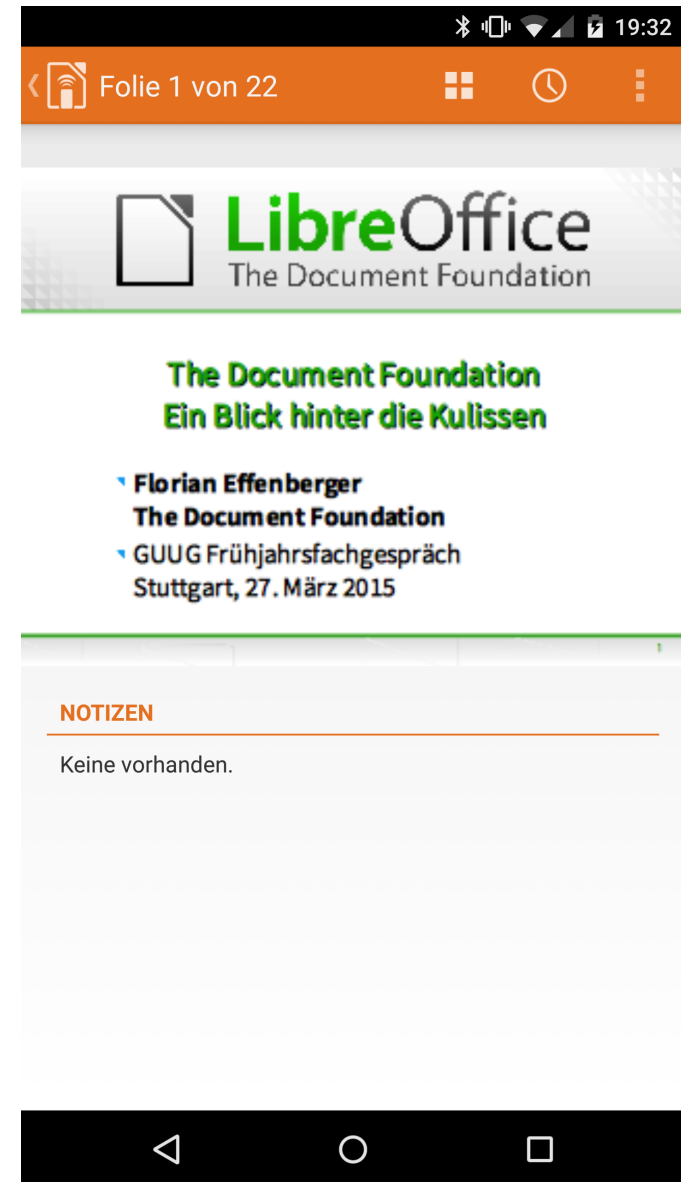 19:32
Folie 1 von 22
LibreOffice
The Document Foundation
The Document Foundation
Ein Blick hinter die Kulissen
Florian Effenberger
The Document Foundation
GUUG Frühjahrsfachgespräch
Stuttgart, 27. März 2015
1
NOTIZEN
Keine vorhanden.